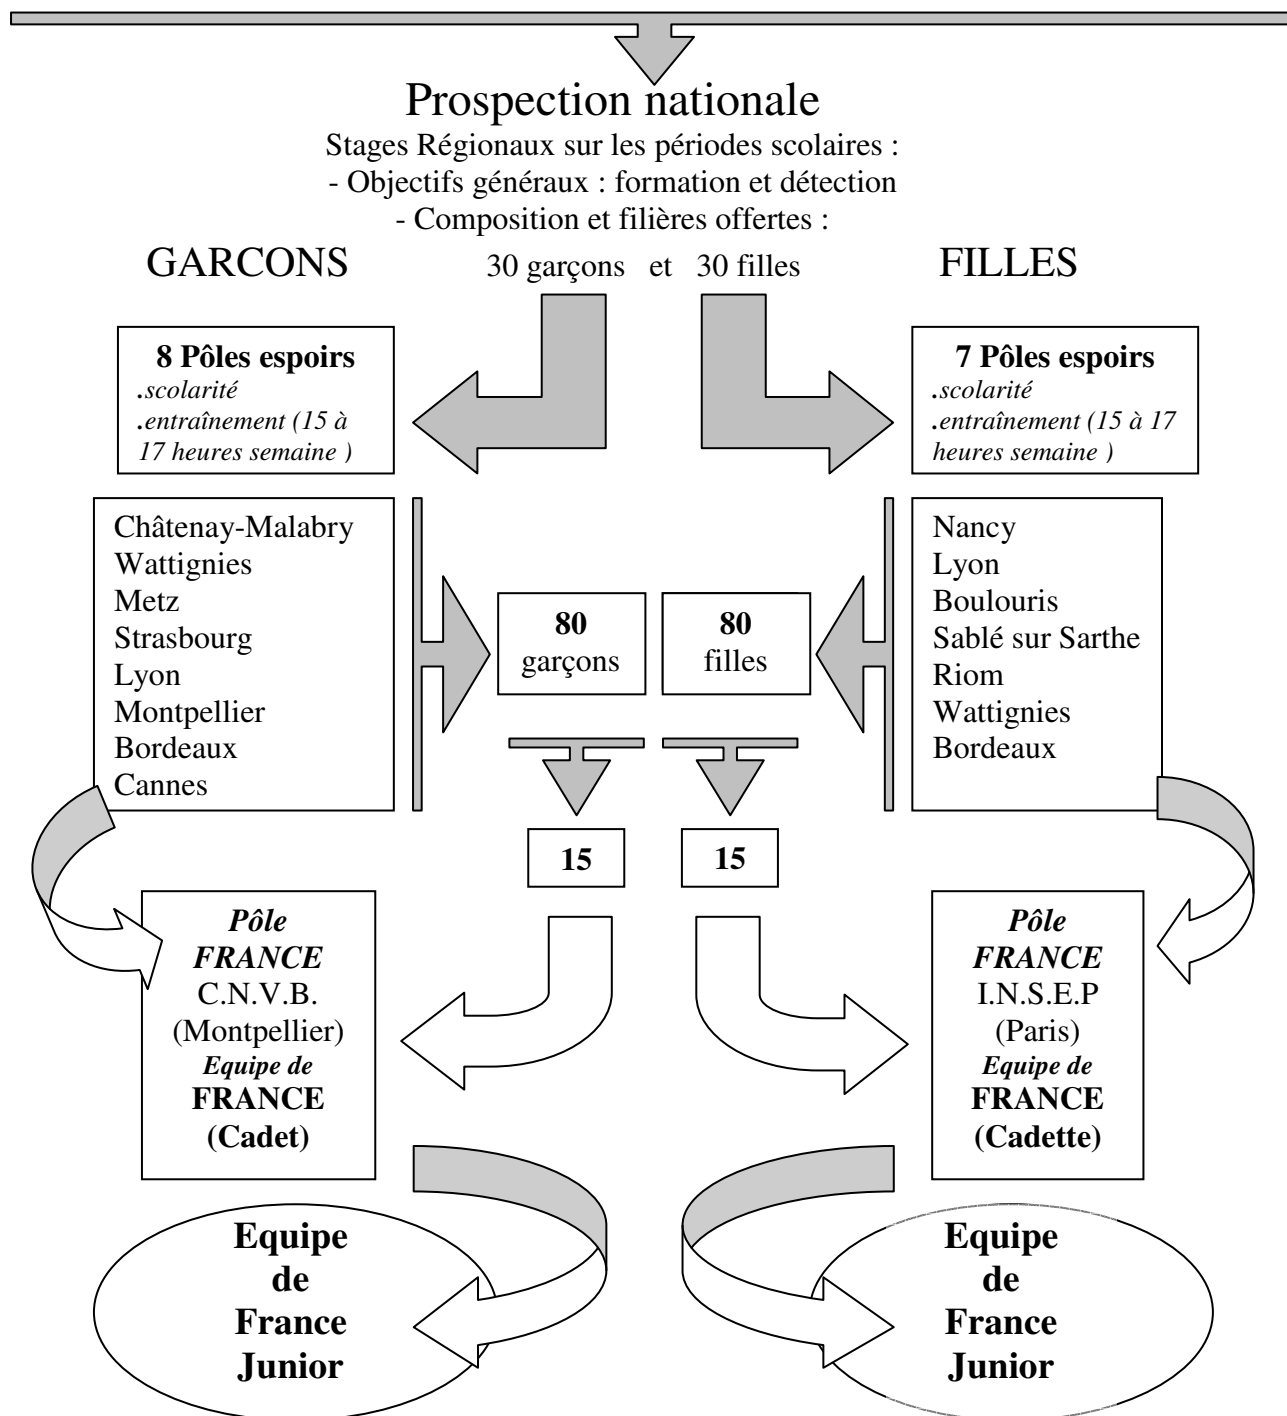 Prospection nationale
Stages Régionaux sur les périodes scolaires :
- Objectifs généraux : formation et détection
- Composition et filières offertes :
GARCONS
30 garçons et 30 filles
FILLES
8 Pôles espoirs
.scolarité
.entraînement (15 à
17 heures semaine )
7 Pôles espoirs
.scolarité
.entraînement (15 à 17
heures semaine )
Châtenay-Malabry
Wattignies
Metz
Strasbourg
Lyon
Montpellier
Bordeaux
Cannes
80
garçons
80
filles
Nancy
Lyon
Boulouris
Sablé sur Sarthe
Riom
Wattignies
Bordeaux
15
15
Pôle
FRANCE
C.N.V.B.
(Montpellier)
Equipe de
FRANCE
(Cadet)
Pôle
FRANCE
I.N.S.E.P
(Paris)
Equipe de
FRANCE
(Cadette)
Equipe
de
France
Junior
Equipe
de
France
Junior